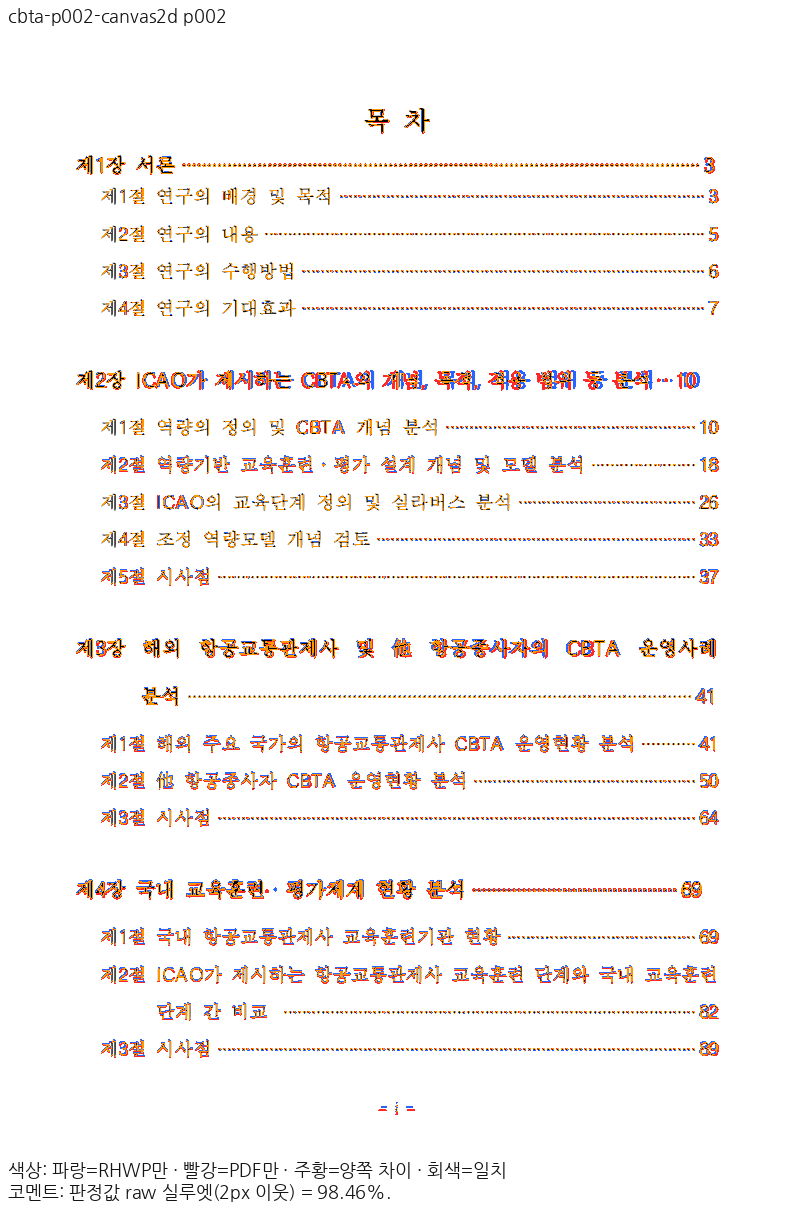 cbta-p002-canvas2d p002
목 차
제1장 서론 ················ 3
제1절 연구의 배경 및 목적 ················ 3
제2절 연구의 내용 ················ 5
제3절 연구의 수행방법 ················ 6
제4절 연구의 기대효과 ················ 7
제2장 ICAO가 제시하는 CBTA의 개념, 목적, 적용 범위 등 분석 ··· 10
제1절 역량의 정의 및 CBTA 개념 분석 ················ 10
제2절 역량기반 교육훈련·평가 설계 개념 및 모델 분석 ················ 18
제3절 ICAO의 교육단계 정의 및 실라버스 분석 ················ 26
제4절 조정 역량모델 개념 검토 ················ 33
제5절 시사점 ················ 37
제3장 해외 항공교통관제사 및 他 항공종사자의 CBTA 운영사례
분석 ················ 41
제1절 해외 주요 국가의 항공교통관제사 CBTA 운영현황 분석 ··········· 41
제2절 他 항공종사자 CBTA 운영현황 분석 ················ 50
제3절 시사점 ················ 64
제4장 국내 교육훈련·평가체계 현황 분석 ················ 69
제1절 국내 항공교통관제사 교육훈련기관 현황 ················ 69
제2절 ICAO가 제시하는 항공교통관제사 교육훈련 단계와 국내 교육훈련
단계 간 비교 ················ 82
제3절 시사점 ················ 89
- i -
색상: 파랑=RHWP만 · 빨강=PDF만 · 주황=양쪽 차이 · 회색=일치
코멘트: 판정값 raw 실루엣(2px 이웃) = 98.46%.